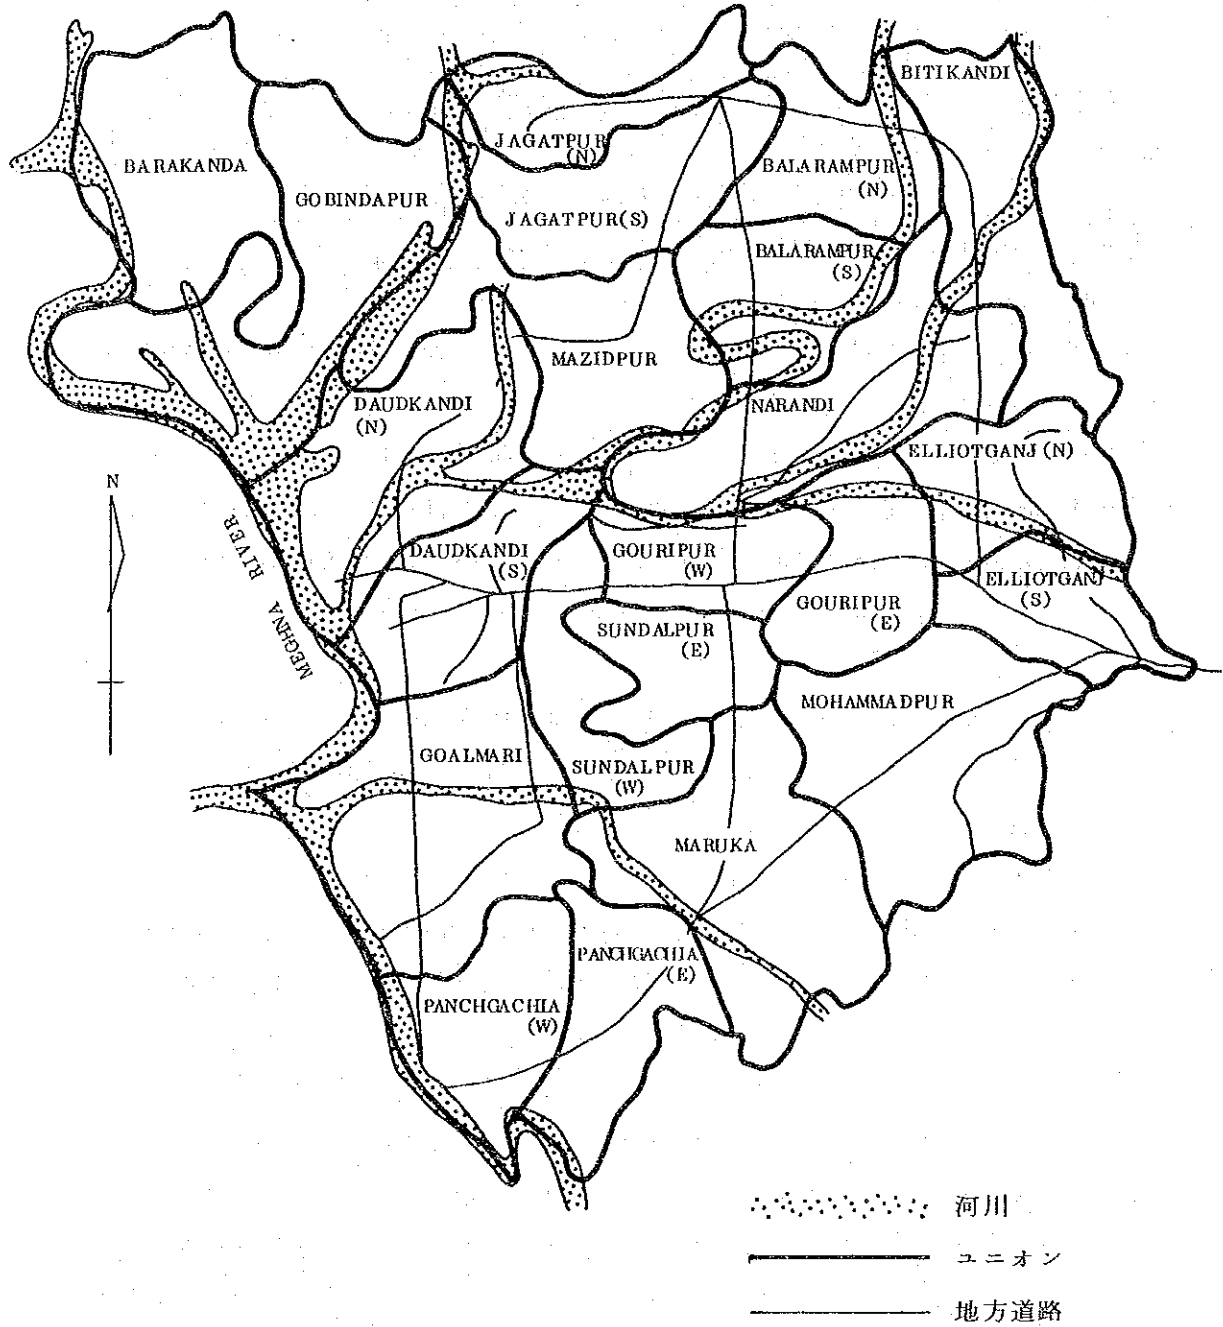 BITIKANDI
JAGATPUR
(N)
BARAKANDA
BALARAMPUR
(N)
GOBINDAPUR
JAGATPUR(S)
BALARAMPUR
(S)
MAZIDPUR
DAUDKANDI
(N)
NARANDI
ELLIOTGANJ (N)
N
MEGHNA RIVER
DAUDKANDI
(S)
GOURIPUR
(W)
ELLIOTGANJ
(S)
GOURIPUR
(E)
SUNDALPUR
(E)
MOHAMMADPUR
GOALMARI
SUNDALPUR
(W)
MARUKA
PANCHGACHIA
(E)
PANCHGACHIA
(W)
河川
ユニオン
地方道路